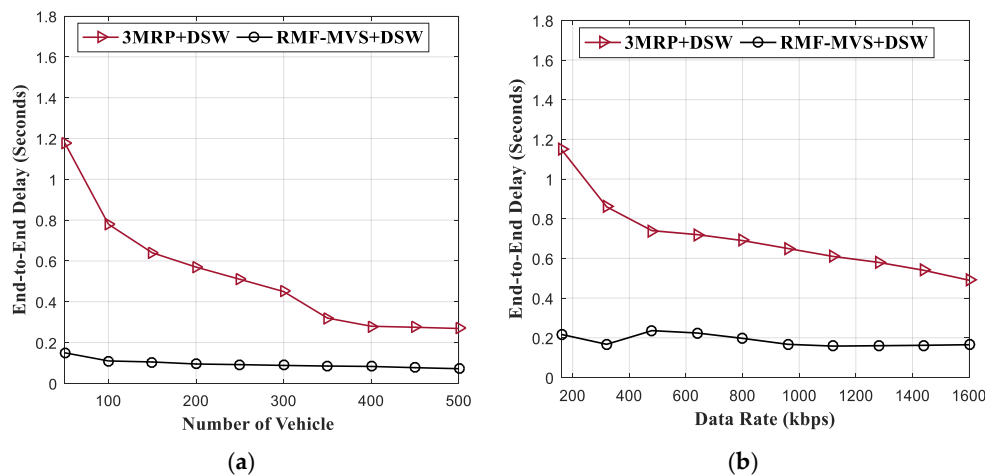 1.8
1.6
1.4
1.2
1
0.8
0.6
0.4
0.2
0
End-to-End Delay (Seconds)
3MRP+DSW RMF-MVS+DSW
100 200 300 400 500
Number of Vehicle
(a)
1.8
1.6
1.4
1.2
1
0.8
0.6
0.4
0.2
0
End-to-End Delay (Seconds)
3MRP+DSW RMF-MVS+DSW
200 400 600 800 1000 1200 1400 1600
Data Rate (kbps)
(b)